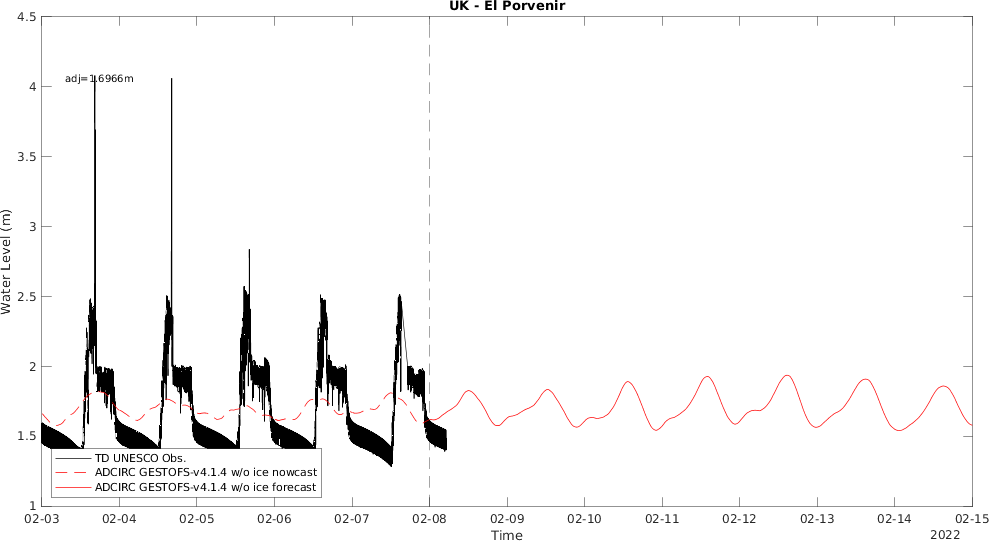 UK - El Porvenir
4.5
4
3.5
3
2.5
2
1.5
1
Water Level (m)
adj=1.6966m
TD UNESCO Obs.
ADCIRC GESTOFS-v4.1.4 w/o ice nowcast
ADCIRC GESTOFS-v4.1.4 w/o ice forecast
02-03 02-04 02-05 02-06 02-07 02-08 02-09 02-10 02-11 02-12 02-13 02-14 02-15
Time
2022